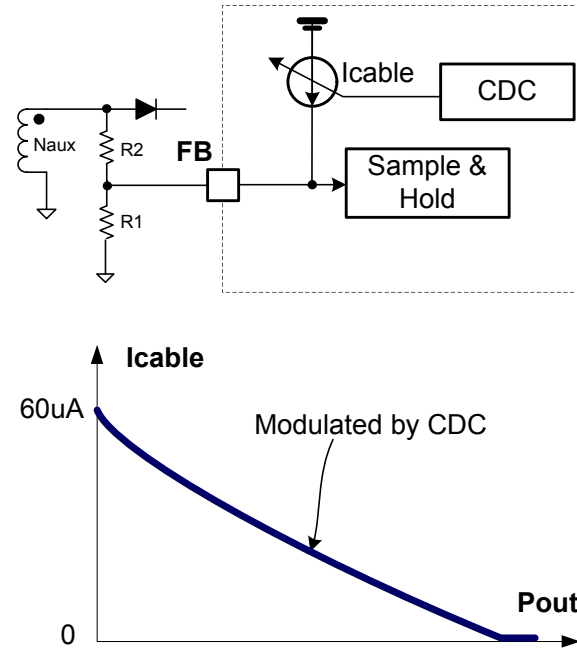 Icable
CDC
Naux
R2
FB
Sample &
Hold
R1
Icable
60uA
Modulated by CDC
Pout
0